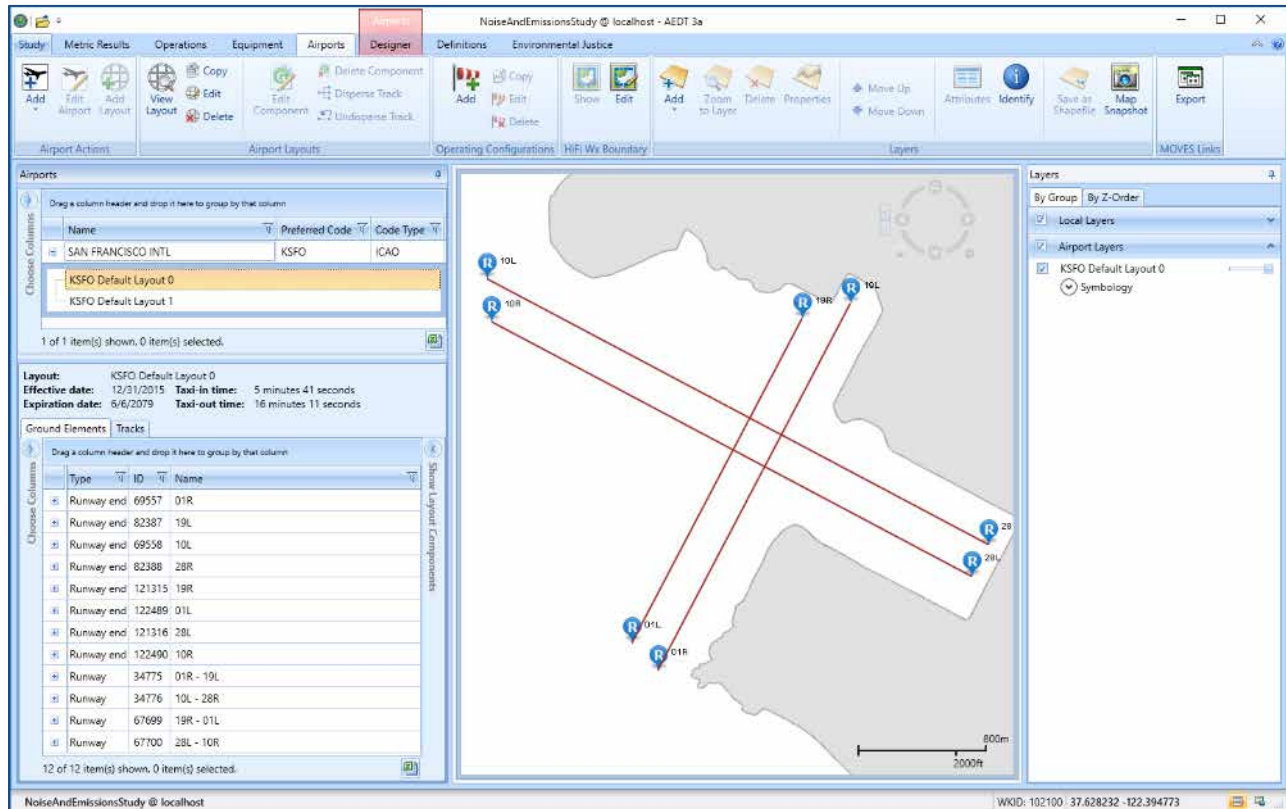 Airports
NoiseAndEmissionsStudy @ localhost - AEDT 3a
Study Metric Results Operations Equipment Airports Designer Definitions Environmental Justice
Add
Edit Airport
Add Layout
Airport Actions
View Layout
Copy
Edit
Delete
Edit Component
Delete Component
Disperse Track
Undisperse Track
Airport Layouts
Add
Copy
Edit
Delete
Operating Configurations
Show
Edit
HiFi Wx Boundary
Add
Zoom to Layer
Delete
Properties
Move Up
Move Down
Attributes
Identify
Save as Shapefile
Map Snapshot
Layers
Export
MOVES Links
Airports
Choose Columns
Drag a column header and drop it here to group by that column
Name Preferred Code Code Type
SAN FRANCISCO INTL KSFO ICAO
KSFO Default Layout 0
KSFO Default Layout 1
1 of 1 item(s) shown. 0 item(s) selected.
Layout: KSFO Default Layout 0
Effective date: 12/31/2015 Taxi-in time: 5 minutes 41 seconds
Expiration date: 6/6/2079 Taxi-out time: 16 minutes 11 seconds
Ground Elements Tracks
Choose Columns
Drag a column header and drop it here to group by that column
Show Layout Components
Type ID Name
Runway end 69557 01R
Runway end 82387 19L
Runway end 69558 10L
Runway end 82388 28R
Runway end 121315 19R
Runway end 122489 01L
Runway end 121316 28L
Runway end 122490 10R
Runway 34775 01R - 19L
Runway 34776 10L - 28R
Runway 67699 19R - 01L
Runway 67700 28L - 10R
12 of 12 item(s) shown. 0 item(s) selected.
R 10L
R 10R
R 19R
R 19L
R 28
R 28L
R 01L
R 01R
800m
2000ft
Layers
By Group By Z-Order
Local Layers
Airport Layers
KSFO Default Layout 0
Symbology
NoiseAndEmissionsStudy @ localhost
WKID: 102100 37.628232 -122.394773